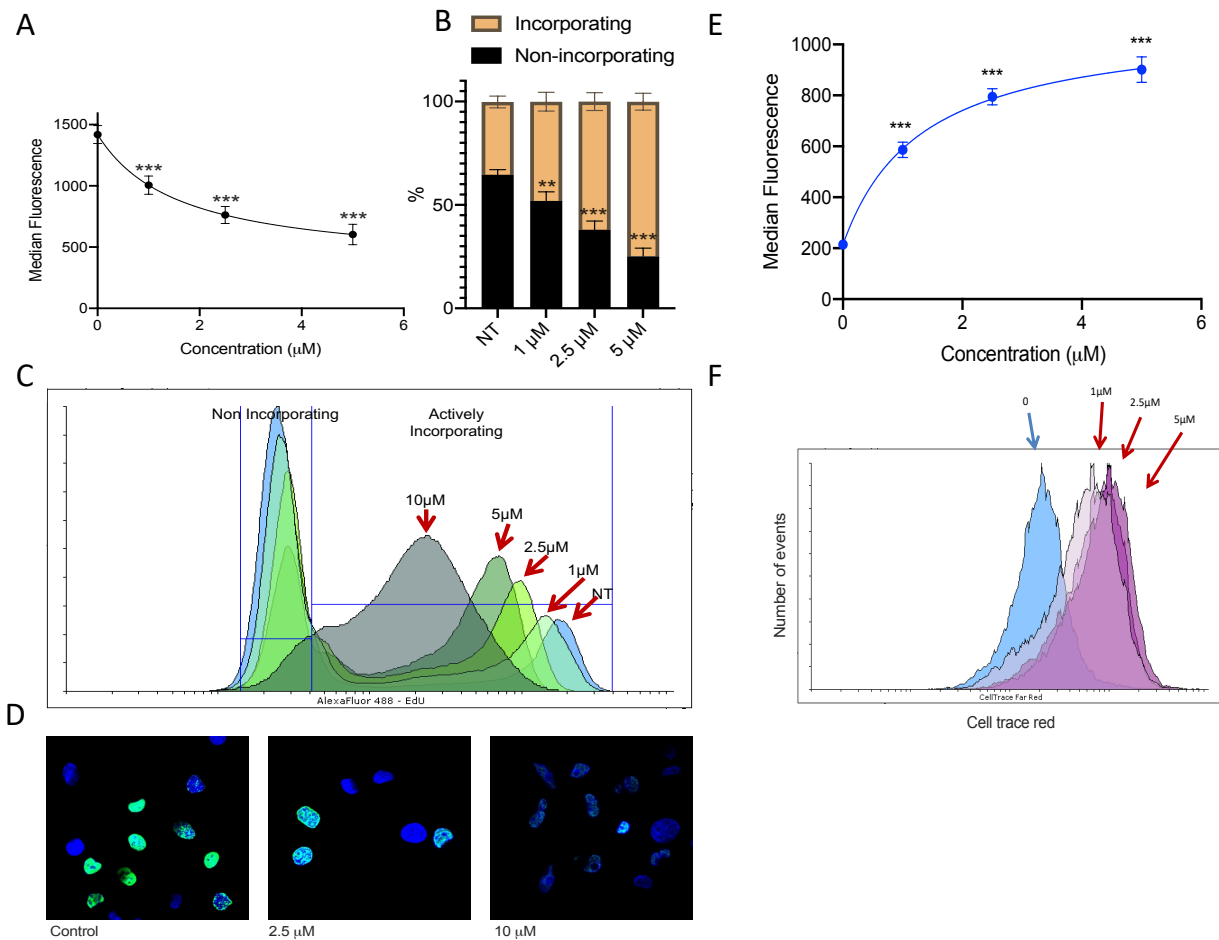 A
Median Fluorescence
1500
1000
500
0
0
2
4
6
***
***
***
Concentration (μM)
B
Incorporating
Non-incorporating
%
100
50
0
**
***
***
NT
1 μM
2.5 μM
5 μM
E
Median Fluorescence
1000
800
600
400
200
0
0
2
4
6
***
***
***
Concentration (μM)
C
Non Incorporating
Actively
Incorporating
10μM
5μM
2.5μM
1μM
NT
AlexaFluor 488 - EdU
F
0
1μM
2.5μM
5μM
Number of events
CellTrace Far Red
Cell trace red
D
Control
2.5 μM
10 μM